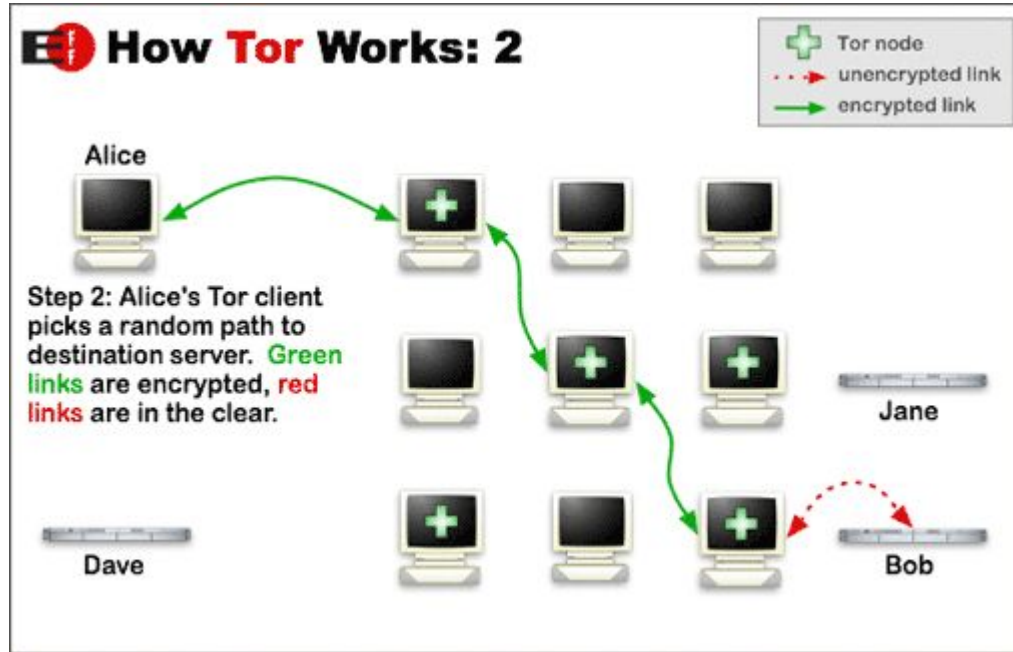 EFF How Tor Works: 2
Tor node
unencrypted link
encrypted link
Alice
Step 2: Alice's Tor client
picks a random path to
destination server. Green
links are encrypted, red
links are in the clear.
Jane
Dave
Bob